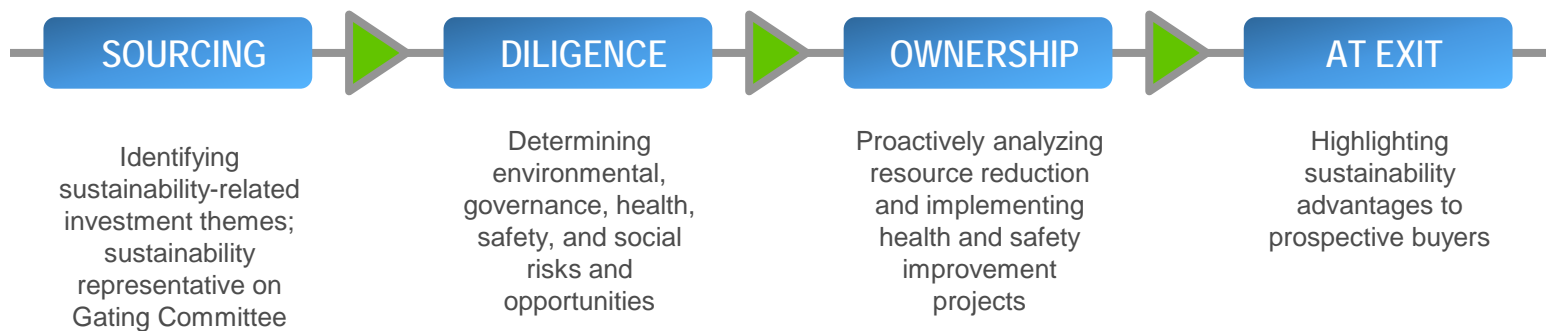 SOURCING
Identifying
sustainability-related
investment themes;
sustainability
representative on
Gating Committee
DILIGENCE
Determining
environmental,
governance, health,
safety, and social
risks and
opportunities
OWNERSHIP
Proactively analyzing
resource reduction
and implementing
health and safety
improvement
projects
AT EXIT
Highlighting
sustainability
advantages to
prospective buyers